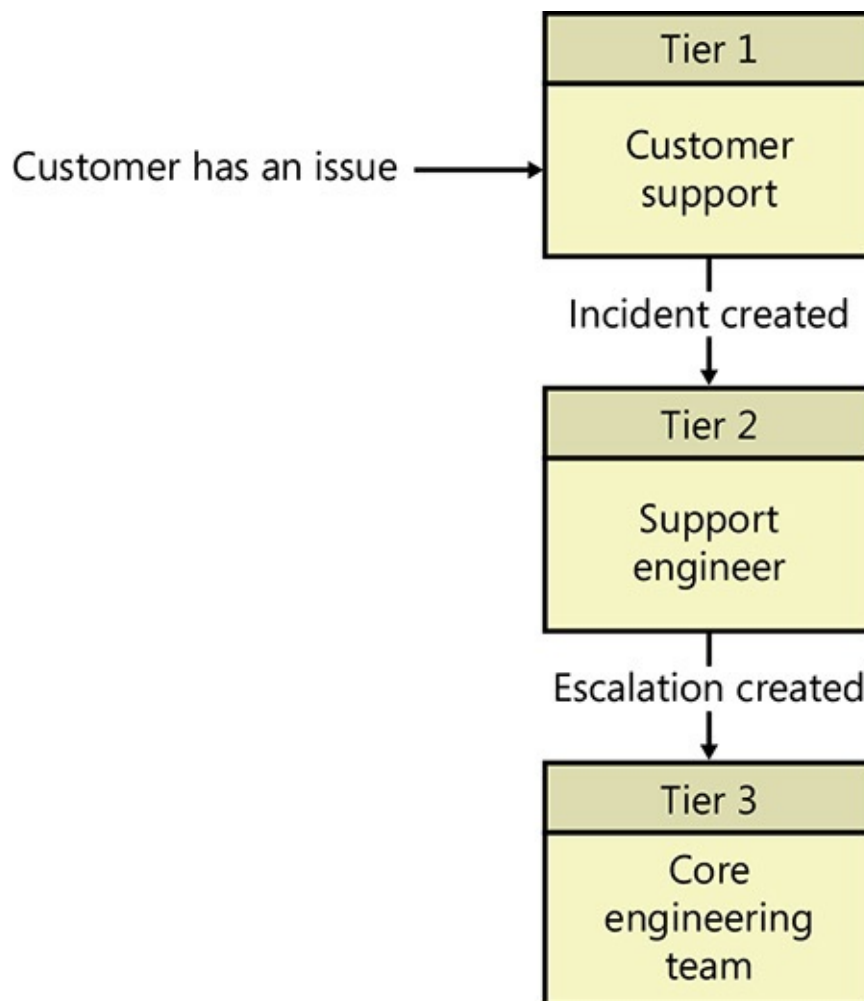 Tier 1
Customer has an issue
Customer
support
Incident created
Tier 2
Support
engineer
Escalation created
Tier 3
Core
engineering
team